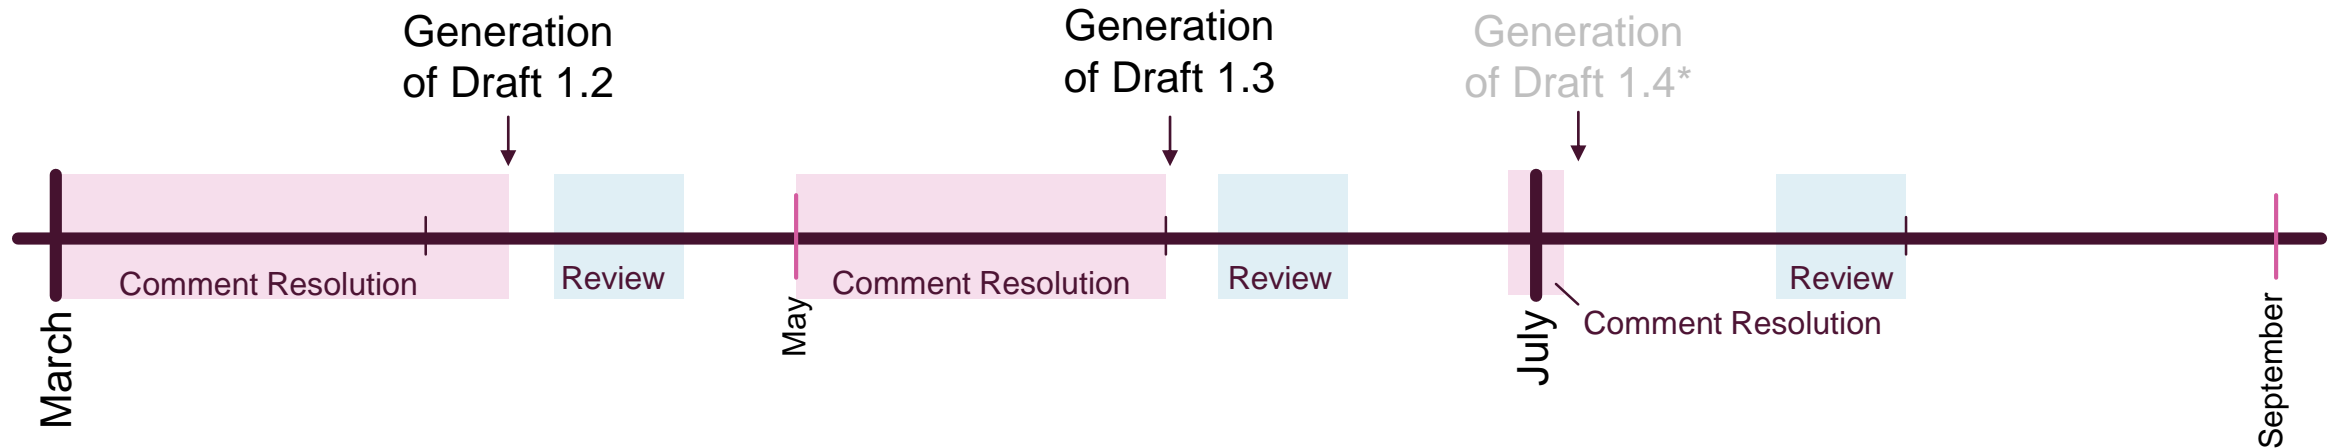 Generation
of Draft 1.2
Generation
of Draft 1.3
Generation
of Draft 1.4*
Comment Resolution
Review
Comment Resolution
Review
Review
Comment Resolution
March
May
July
September